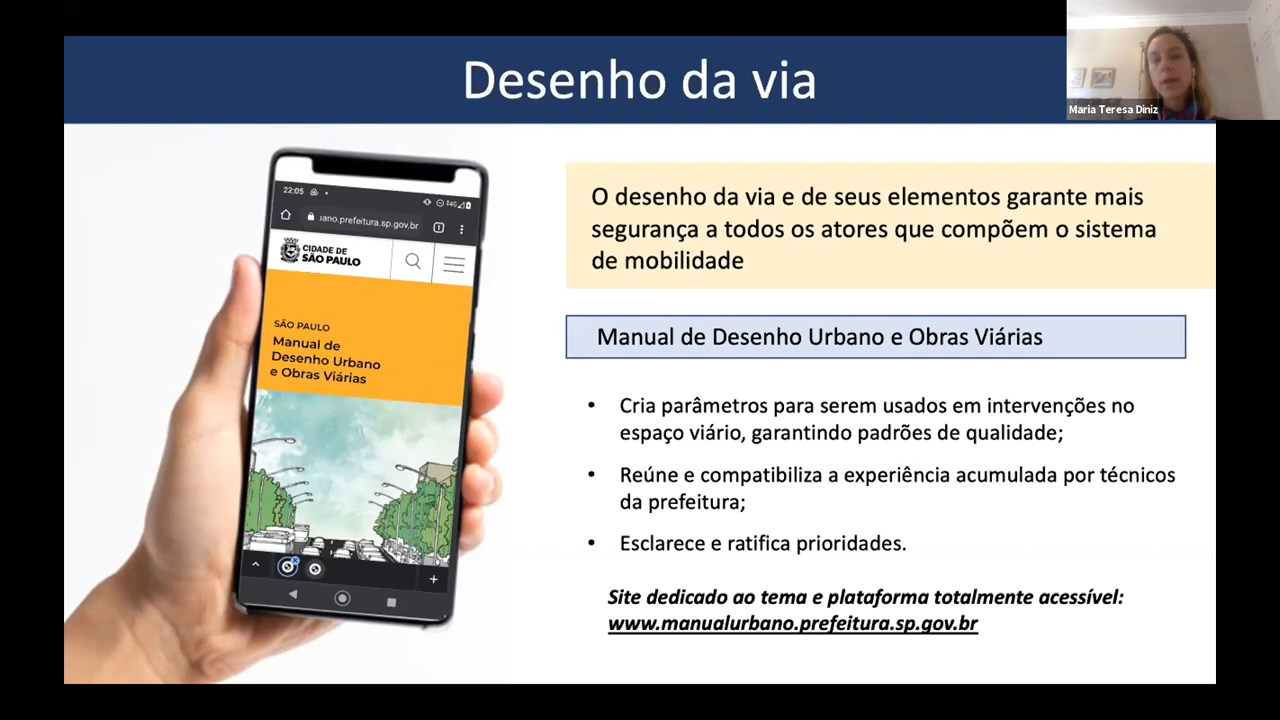 Desenho da via
Maria Teresa Diniz
22:05
4G
bano.prefeitura.sp.gov.br
1
CIDADE DE
SÃO PAULO
SÃO PAULO
Manual de
Desenho Urbano
e Obras Viárias
O desenho da via e de seus elementos garante mais
segurança a todos os atores que compõem o sistema
de mobilidade
Manual de Desenho Urbano e Obras Viárias
• Cria parâmetros para serem usados em intervenções no
espaço viário, garantindo padrões de qualidade;
• Reúne e compatibiliza a experiência acumulada por técnicos
da prefeitura;
• Esclarece e ratifica prioridades.
Site dedicado ao tema e plataforma totalmente acessível:
www.manualurbano.prefeitura.sp.gov.br